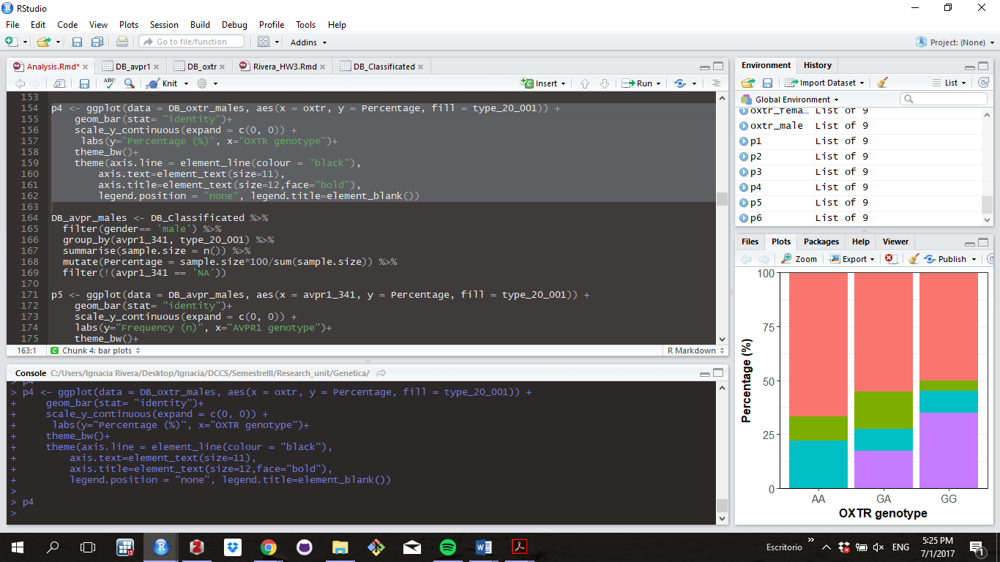 RStudio
File Edit Code View Plots Session Build Debug Profile Tools Help
Go to file/function Addins Project: (None)
Analysis.Rmd* DB_avpr1 DB_oxtr Rivera_HW3.Rmd DB_Classificated
ABC Knit Insert Run
153
154 p4 <- ggplot(data = DB_oxtr_males, aes(x = oxtr, y = Percentage, fill = type_20_001)) +
155 geom_bar(stat= "identity")+
156 scale_y_continuous(expand = c(0, 0)) +
157 labs(y="Percentage (%)", x="OXTR genotype")+
158 theme_bw()+
159 theme(axis.line = element_line(colour = "black"),
160 axis.text=element_text(size=11),
161 axis.title=element_text(size=12,face="bold"),
162 legend.position = "none", legend.title=element_blank())
163
164 DB_avpr_males <- DB_Classificated %>%
165 filter(gender== 'male') %>%
166 group_by(avpr1_341, type_20_001) %>%
167 summarise(sample.size = n()) %>%
168 mutate(Percentage = sample.size*100/sum(sample.size)) %>%
169 filter(!(avpr1_341 == 'NA'))
170
171 p5 <- ggplot(data = DB_avpr_males, aes(x = avpr1_341, y = Percentage, fill = type_20_001)) +
172 geom_bar(stat= "identity")+
173 scale_y_continuous(expand = c(0, 0)) +
174 labs(y="Frequency (n)", x="AVPR1 genotype")+
175 theme_bw()+
163:1 C Chunk 4: bar plots R Markdown
Console C:/Users/Ignacia Rivera/Desktop/Ignacia/DCCS/SemestreIII/Research_unit/Genetica/
> p4
> p4 <- ggplot(data = DB_oxtr_males, aes(x = oxtr, y = Percentage, fill = type_20_001)) +
+ geom_bar(stat= "identity")+
+ scale_y_continuous(expand = c(0, 0)) +
+ labs(y="Percentage (%)", x="OXTR genotype")+
+ theme_bw()+
+ theme(axis.line = element_line(colour = "black"),
+ axis.text=element_text(size=11),
+ axis.title=element_text(size=12,face="bold"),
+ legend.position = "none", legend.title=element_blank())
>
> p4
>
Environment History
Import Dataset List
Global Environment
oxtr_fema... List of 9
oxtr_male List of 9
p1 List of 9
p2 List of 9
p3 List of 9
p4 List of 9
p5 List of 9
p6 List of 9
Files Plots Packages Help Viewer
Zoom Export Publish
100
75
50
25
0
Percentage (%)
AA GA GG
OXTR genotype
12 R Z W Escritorio ENG
5:25 PM
7/1/2017
1